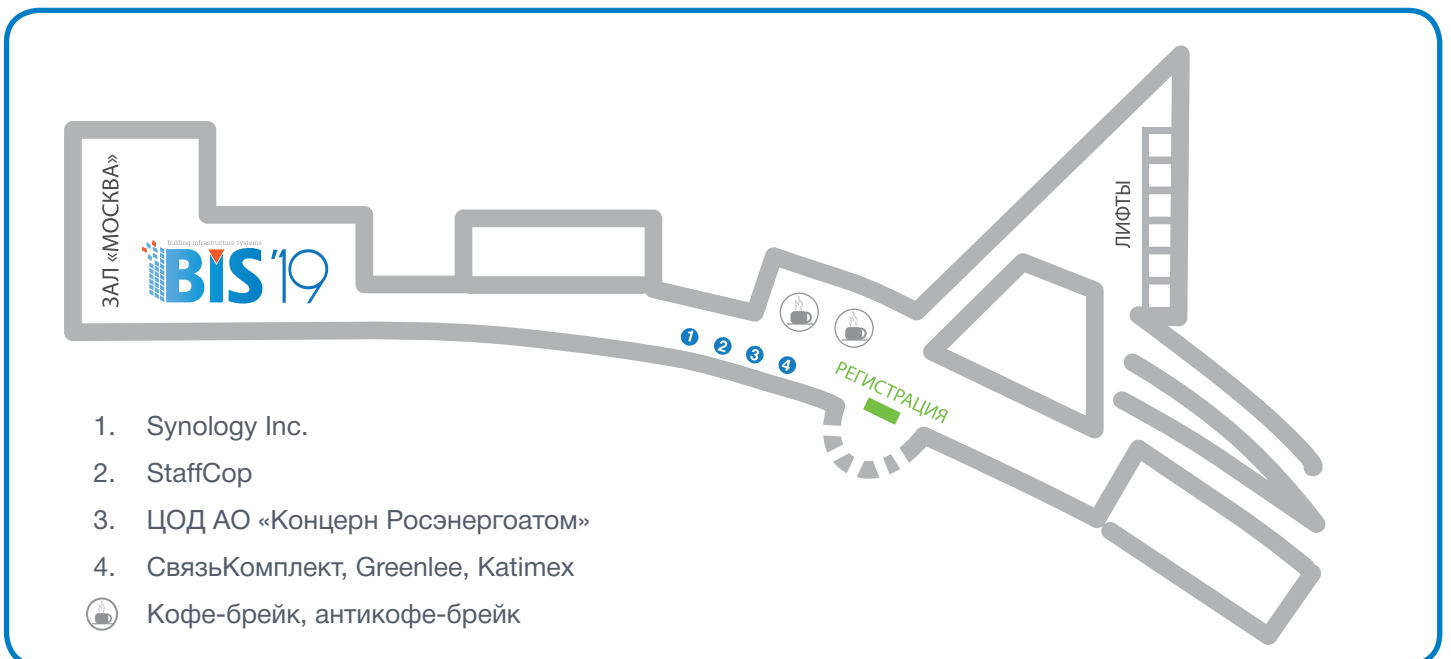 ЗАЛ «МОСКВА»
building infrastructure systems
BIS '19
ЛИФТЫ
1
2
3
4
РЕГИСТРАЦИЯ
1. Synology Inc.
2. StaffCop
3. ЦОД АО «Концерн Росэнергоатом»
4. СвязьКомплект, Greenlee, Katimex
Кофе-брейк, антикофе-брейк